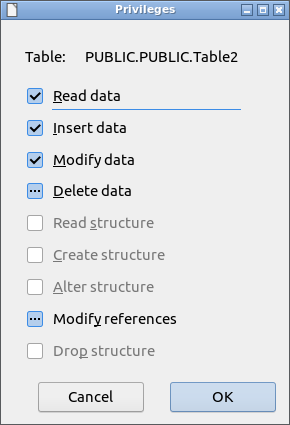 Privileges
Table: PUBLIC.PUBLIC.Table2
Read data
Insert data
Modify data
Delete data
Read structure
Create structure
Alter structure
Modify references
Drop structure
Cancel OK